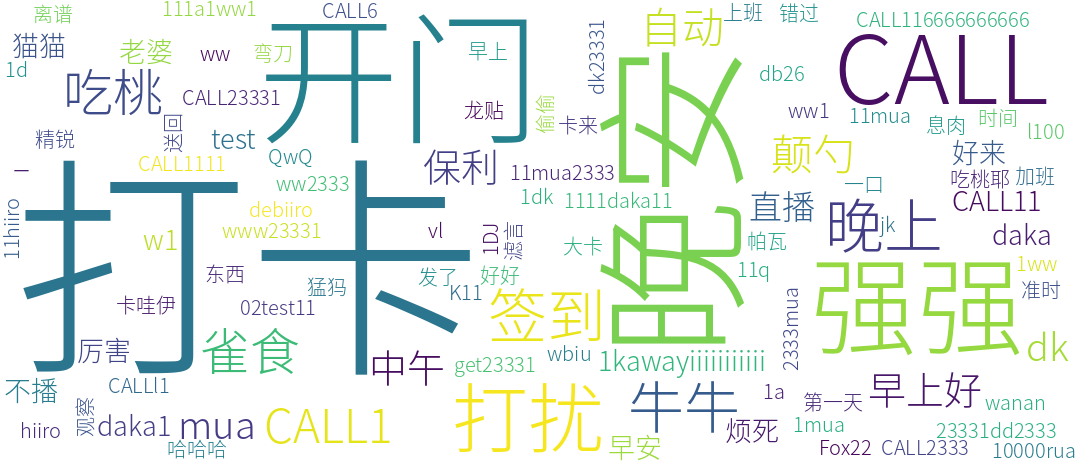 离谱
111a1ww1
CALL6
上班
错过
猫猫
1d
老婆
ww
弯刀
开门
早上
dk23331
自动
db26
CALL116666666666
CALL
吃桃
CALL23331
龙贴
偷偷
卡来
晚安
ww1
11mua
息肉
时间
l100
精锐
送回
test
QwQ
CALL1111
保利
11mua2333
颠勺
好来
一
打卡
ww2333
1dk
1111daka11
一口
吃桃耶
加班
debiiro
www23331
vl
1DJ
滤言
直播
晚上
jk
CALL11
11hiiro
w1
大卡
帕瓦
daka
东西
猛犸
发了
好好
K11
11q
强强
1ww
准时
卡哇伊
02test11
签到
2333mua
厉害
雀食
中午
get23331
wbiu
1kawayiiiiiiiiiii
dk
不播
CALLl1
打扰
牛牛
1a
早上好
第一天
wanan
观察
daka1
mua
CALL1
烦死
1mua
hiiro
哈哈哈
早安
Fox22
CALL2333
23331dd2333
10000rua